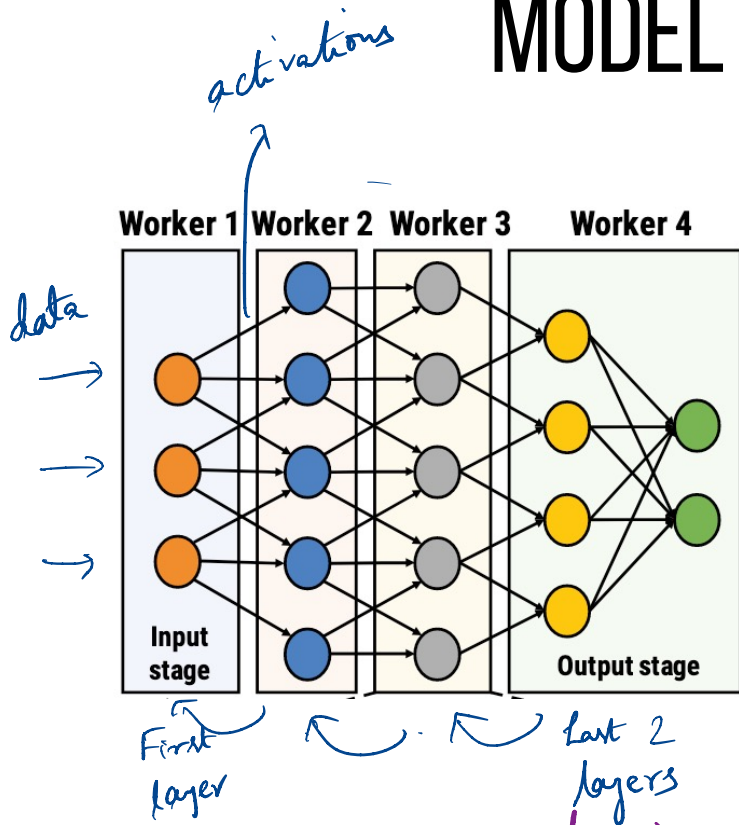 MODEL
activations
Worker 1 Worker 2 Worker 3 Worker 4
data
Input
stage
Output stage
First
layer
Last 2
layers